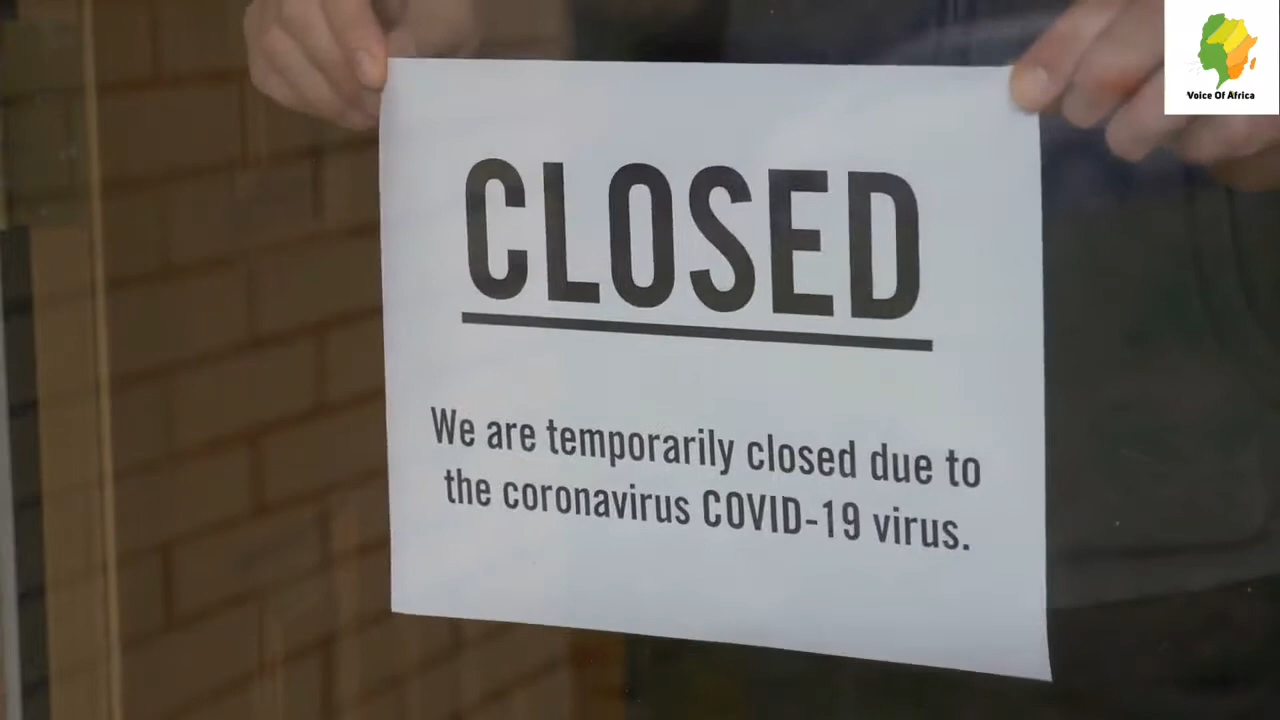 Voice Of Africa
CLOSED
We are temporarily closed due to
the coronavirus COVID-19 virus.